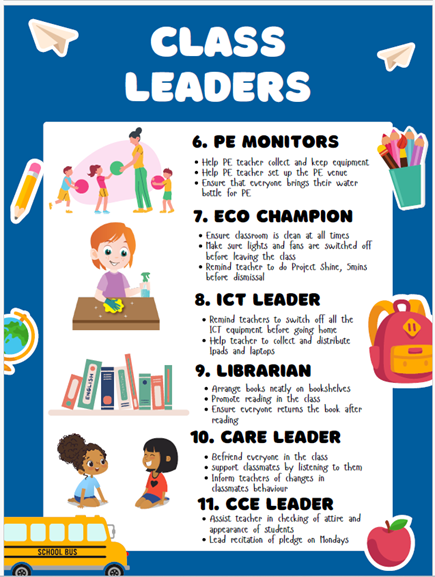 CLASS
LEADERS
6. PE MONITORS
• Help PE teacher collect and keep equipment
• Help PE teacher set up the PE venue
• Ensure that everyone brings their water
bottle for PE
7. ECO CHAMPION
• Ensure classroom is clean at all times
• Make sure lights and fans are switched off
before leaving the class
• Remind teacher to do Project Shine, 5mins
before dismissal
8. ICT LEADER
• Remind teachers to switch off all the
ICT equipment before going home
• Help teacher to collect and distribute
Ipads and laptops
9. LIBRARIAN
• Arrange books neatly on bookshelves
• Promote reading in the class
• Ensure everyone returns the book after
reading
ENGLISH
10. CARE LEADER
• Befriend everyone in the class
• support classmates by listening to them
• Inform teachers of changes in
classmates behaviour
11. CCE LEADER
• Assist teacher in checking of attire and
appearance of students
• Lead recitation of pledge on Mondays
SCHOOL BUS